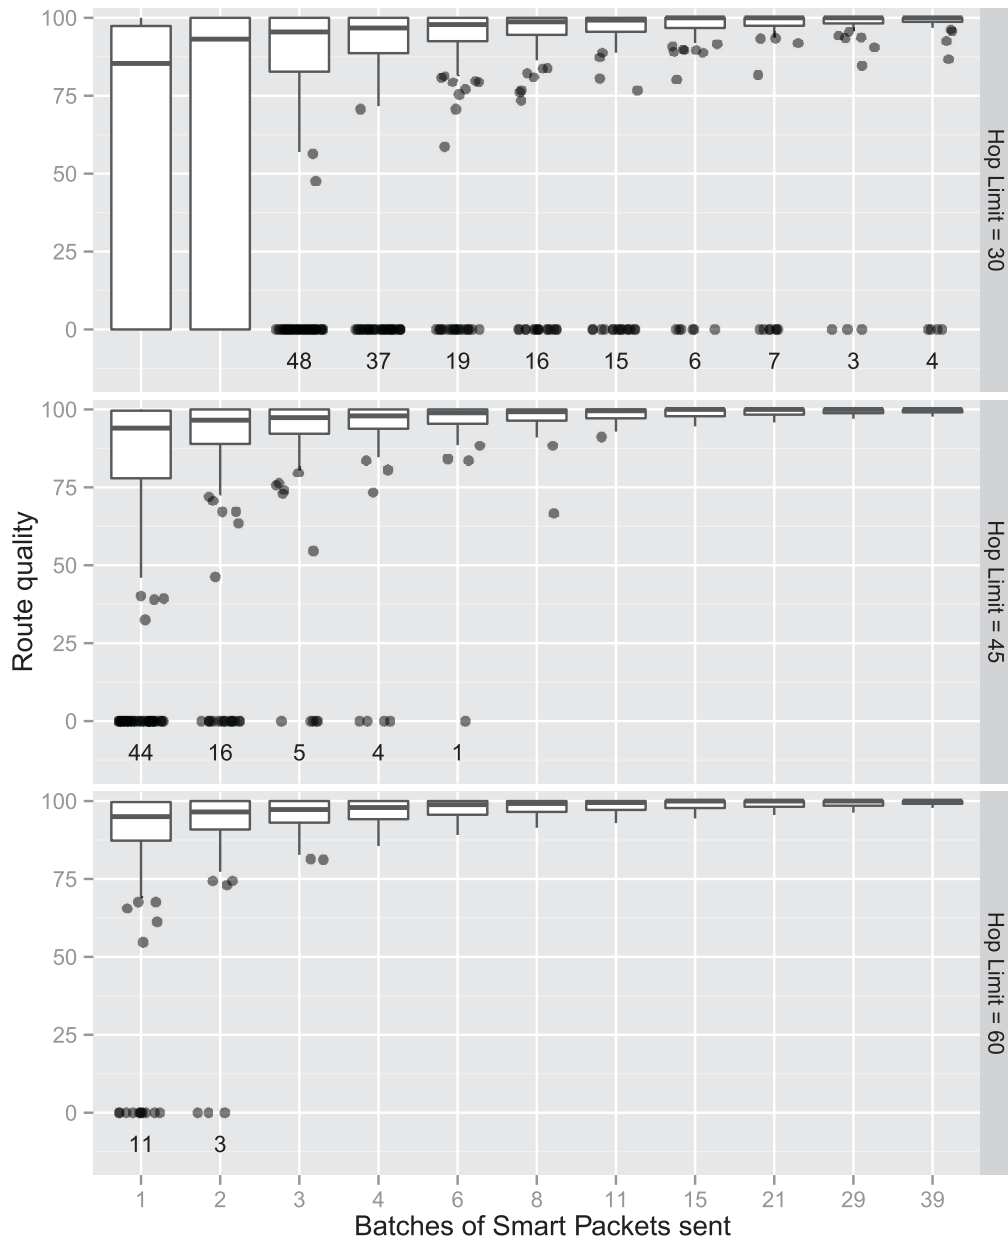 100
75
50
25
0
48 37 19 16 15 6 7 3 4
Hop Limit = 30
100
75
50
25
0
44 16 5 4 1
Hop Limit = 45
Route quality
100
75
50
25
0
11 3
Hop Limit = 60
1 2 3 4 6 8 11 15 21 29 39
Batches of Smart Packets sent